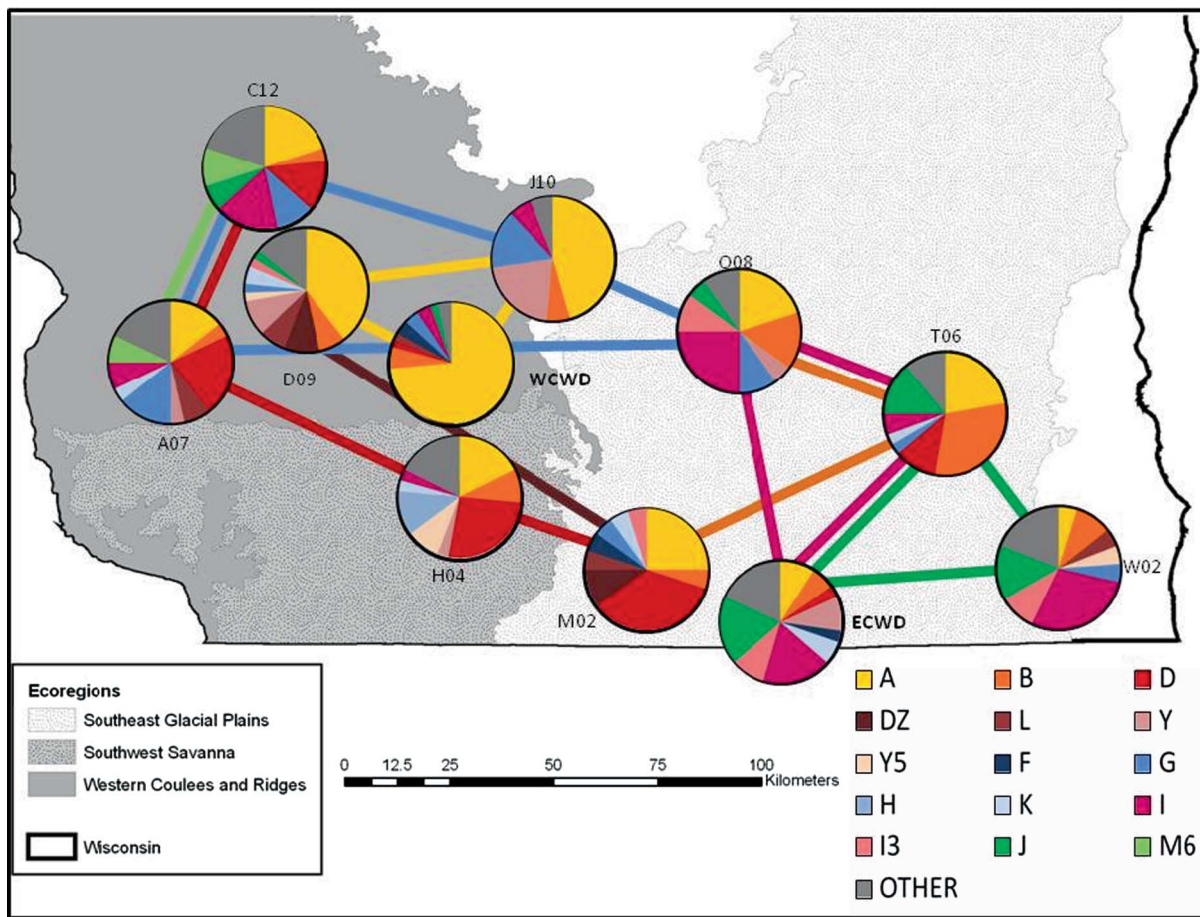 C12
J10
O08
T06
D09
WCWD
A07
H04
M02
ECWD
W02
Ecoregions
Southeast Glacial Plains
Southwest Savanna
Western Coulees and Ridges
Wisconsin
0 12.5 25 50 75 100
Kilometers
A B D
DZ L Y
Y5 F G
H K I
I3 J M6
OTHER